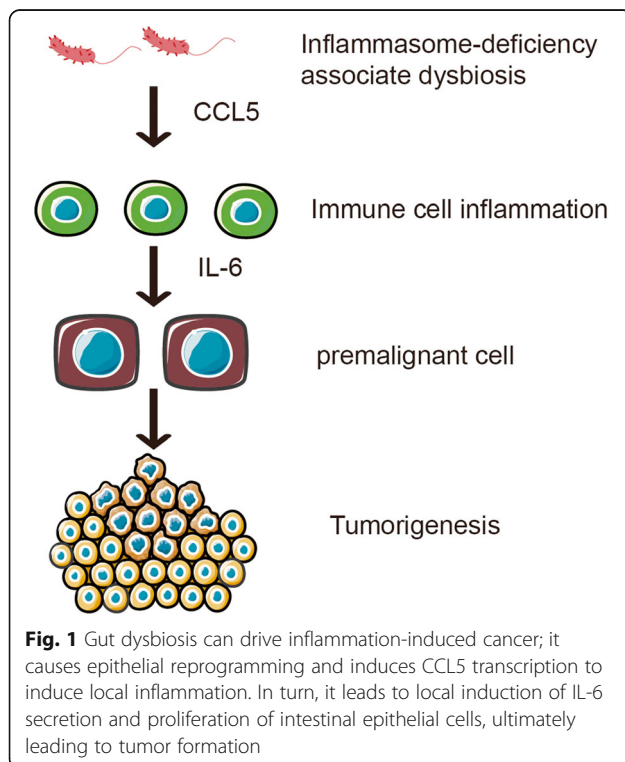 Inflammasome-deficiency
associate dysbiosis
CCL5
Immune cell inflammation
IL-6
premalignant cell
Tumorigenesis
Fig. 1 Gut dysbiosis can drive inflammation-induced cancer; it
causes epithelial reprogramming and induces CCL5 transcription to
induce local inflammation. In turn, it leads to local induction of IL-6
secretion and proliferation of intestinal epithelial cells, ultimately
leading to tumor formation